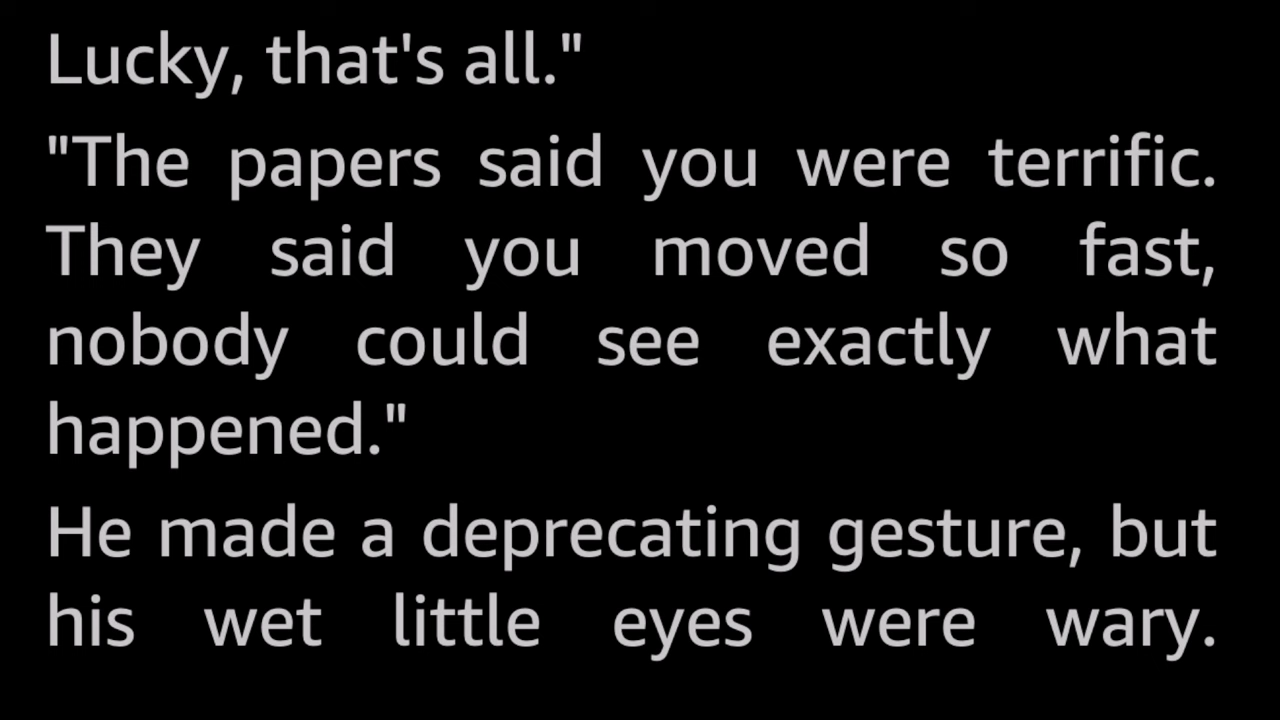 Lucky, that's all."
"The papers said you were terrific.
They said you moved so fast,
nobody could see exactly what
happened."
He made a deprecating gesture, but
his wet little eyes were wary.